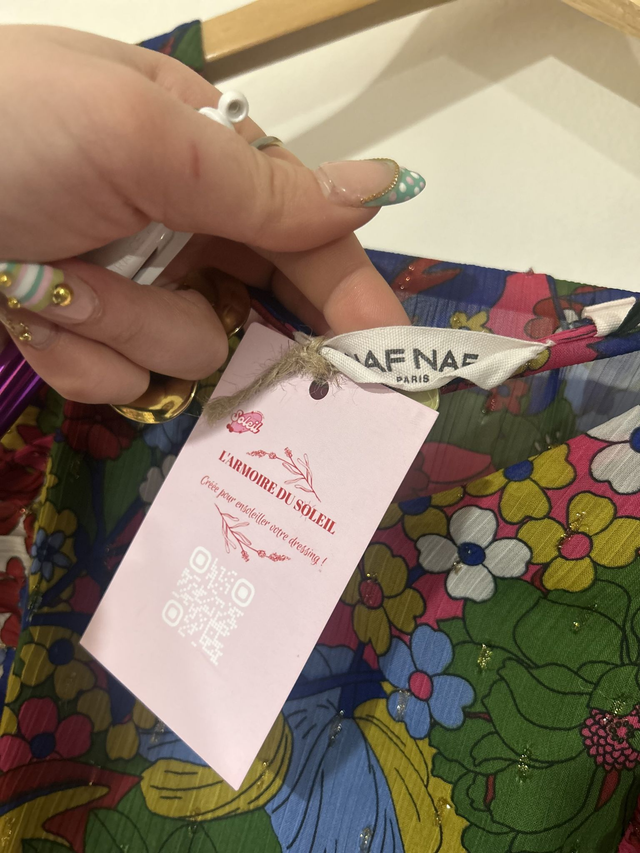 NAF NAF
PARIS
Soleil
L'ARMOIRE DU SOLEIL
Créée pour ensoleiller votre dressing !